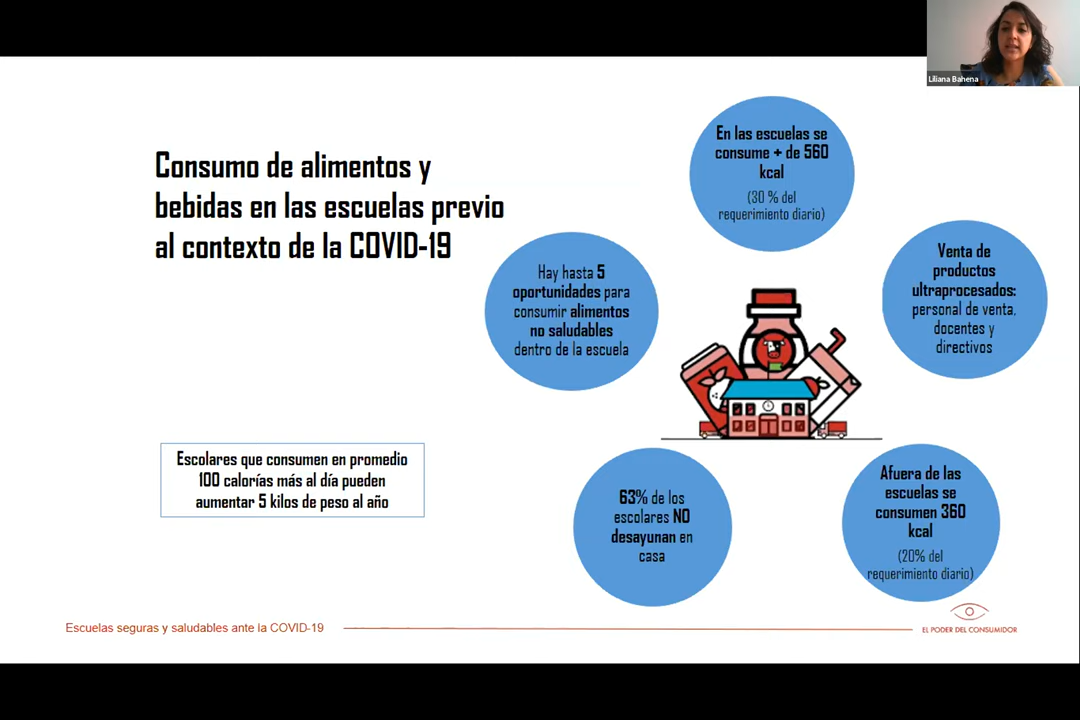 Liliana Bahena
Consumo de alimentos y
bebidas en las escuelas previo
al contexto de la COVID-19
En las escuelas se
consume + de 560
kcal
(30 % del
requerimiento diario)
Hay hasta 5
oportunidades para
consumir alimentos
no saludables
dentro de la escuela
Venta de
productos
ultraprocesados:
personal de venta,
docentes y
directivos
Escolares que consumen en promedio
100 calorías más al día pueden
aumentar 5 kilos de peso al año
63% de los
escolares NO
desayunan en
casa
Afuera de las
escuelas se
consumen 360
kcal
(20% del
requerimiento diario)
Escuelas seguras y saludables ante la COVID-19
EL PODER DEL CONSUMIDOR